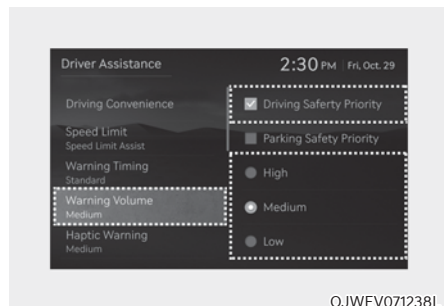 Driver Assistance
2:30 PM Fri, Oct. 29
Driving Convenience
Speed Limit
Speed Limit Assist
Warning Timing
Standard
Warning Volume
Medium
Haptic Warning
Medium
Driving Saferty Priority
Parking Safety Priority
High
Medium
Low
OJWEV071238L